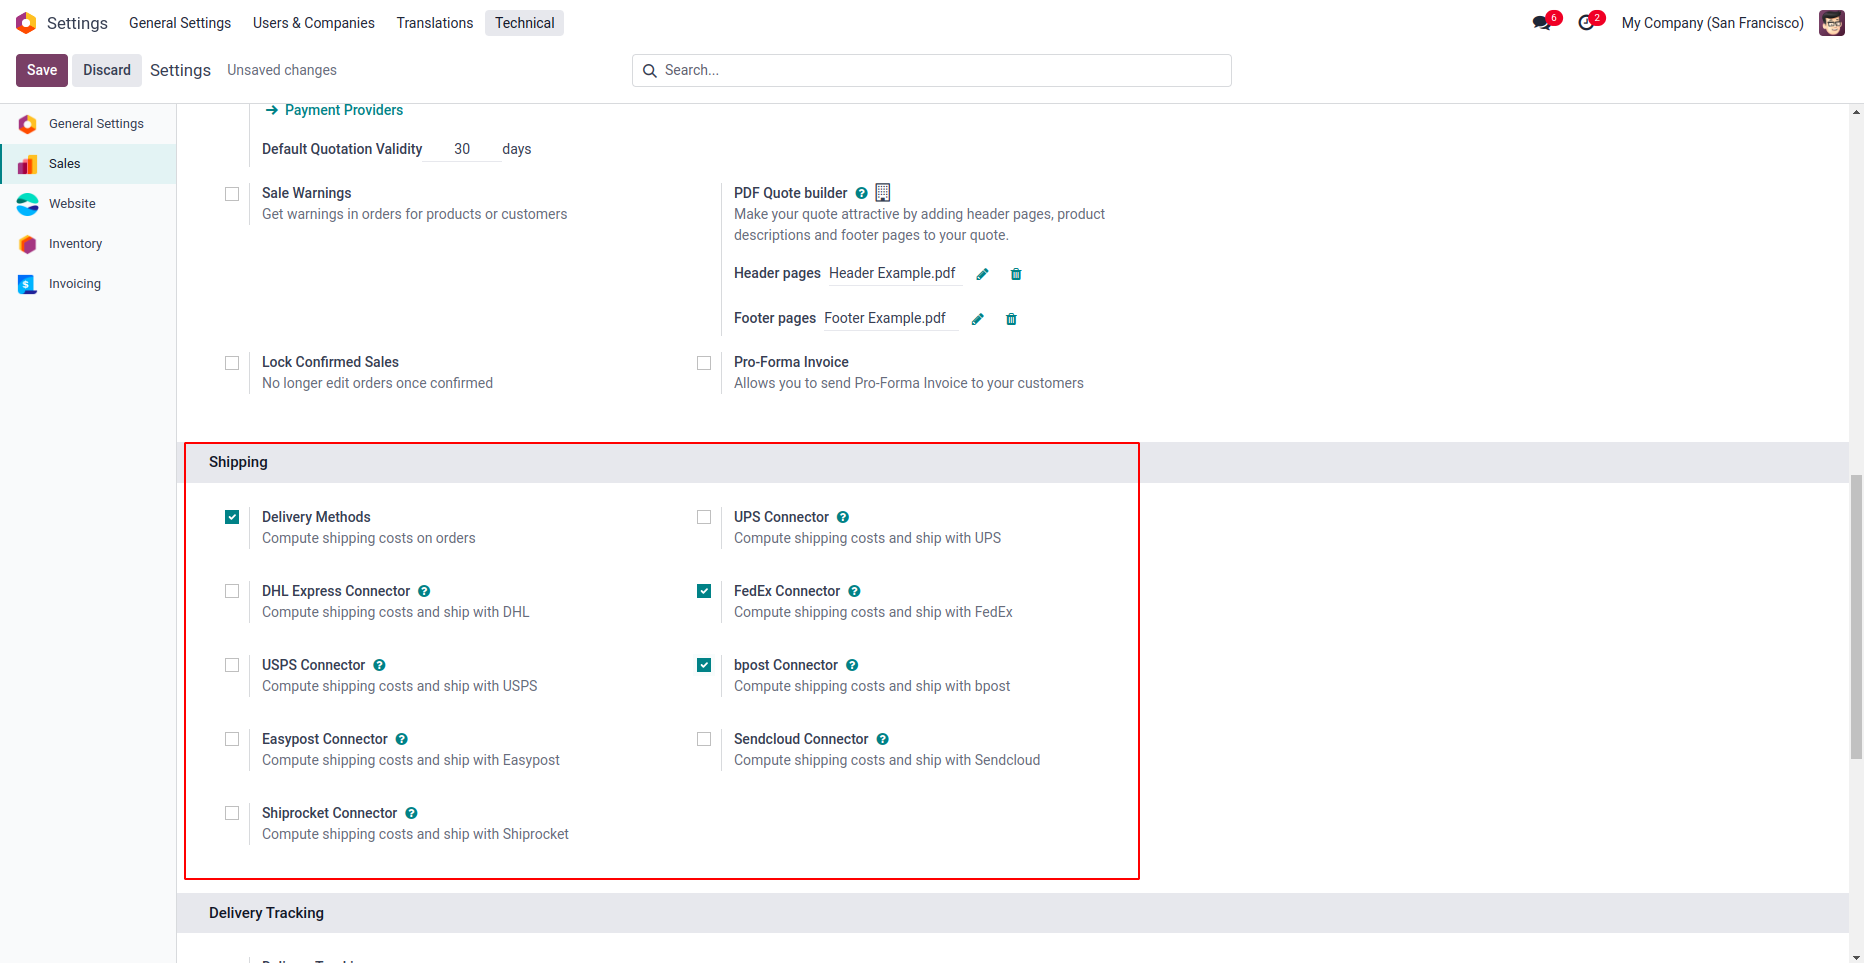 Settings General Settings Users & Companies Translations Technical 6 2 My Company (San Francisco)
Save Discard Settings Unsaved changes Search...
General Settings
Sales
Website
Inventory
Invoicing
→ Payment Providers
Default Quotation Validity 30 days
Sale Warnings
Get warnings in orders for products or customers
PDF Quote builder ?
Make your quote attractive by adding header pages, product
descriptions and footer pages to your quote.
Header pages Header Example.pdf
Footer pages Footer Example.pdf
Lock Confirmed Sales
No longer edit orders once confirmed
Pro-Forma Invoice
Allows you to send Pro-Forma Invoice to your customers
Shipping
Delivery Methods
Compute shipping costs on orders
UPS Connector ?
Compute shipping costs and ship with UPS
DHL Express Connector ?
Compute shipping costs and ship with DHL
FedEx Connector ?
Compute shipping costs and ship with FedEx
USPS Connector ?
Compute shipping costs and ship with USPS
bpost Connector ?
Compute shipping costs and ship with bpost
Easypost Connector ?
Compute shipping costs and ship with Easypost
Sendcloud Connector ?
Compute shipping costs and ship with Sendcloud
Shiprocket Connector ?
Compute shipping costs and ship with Shiprocket
Delivery Tracking